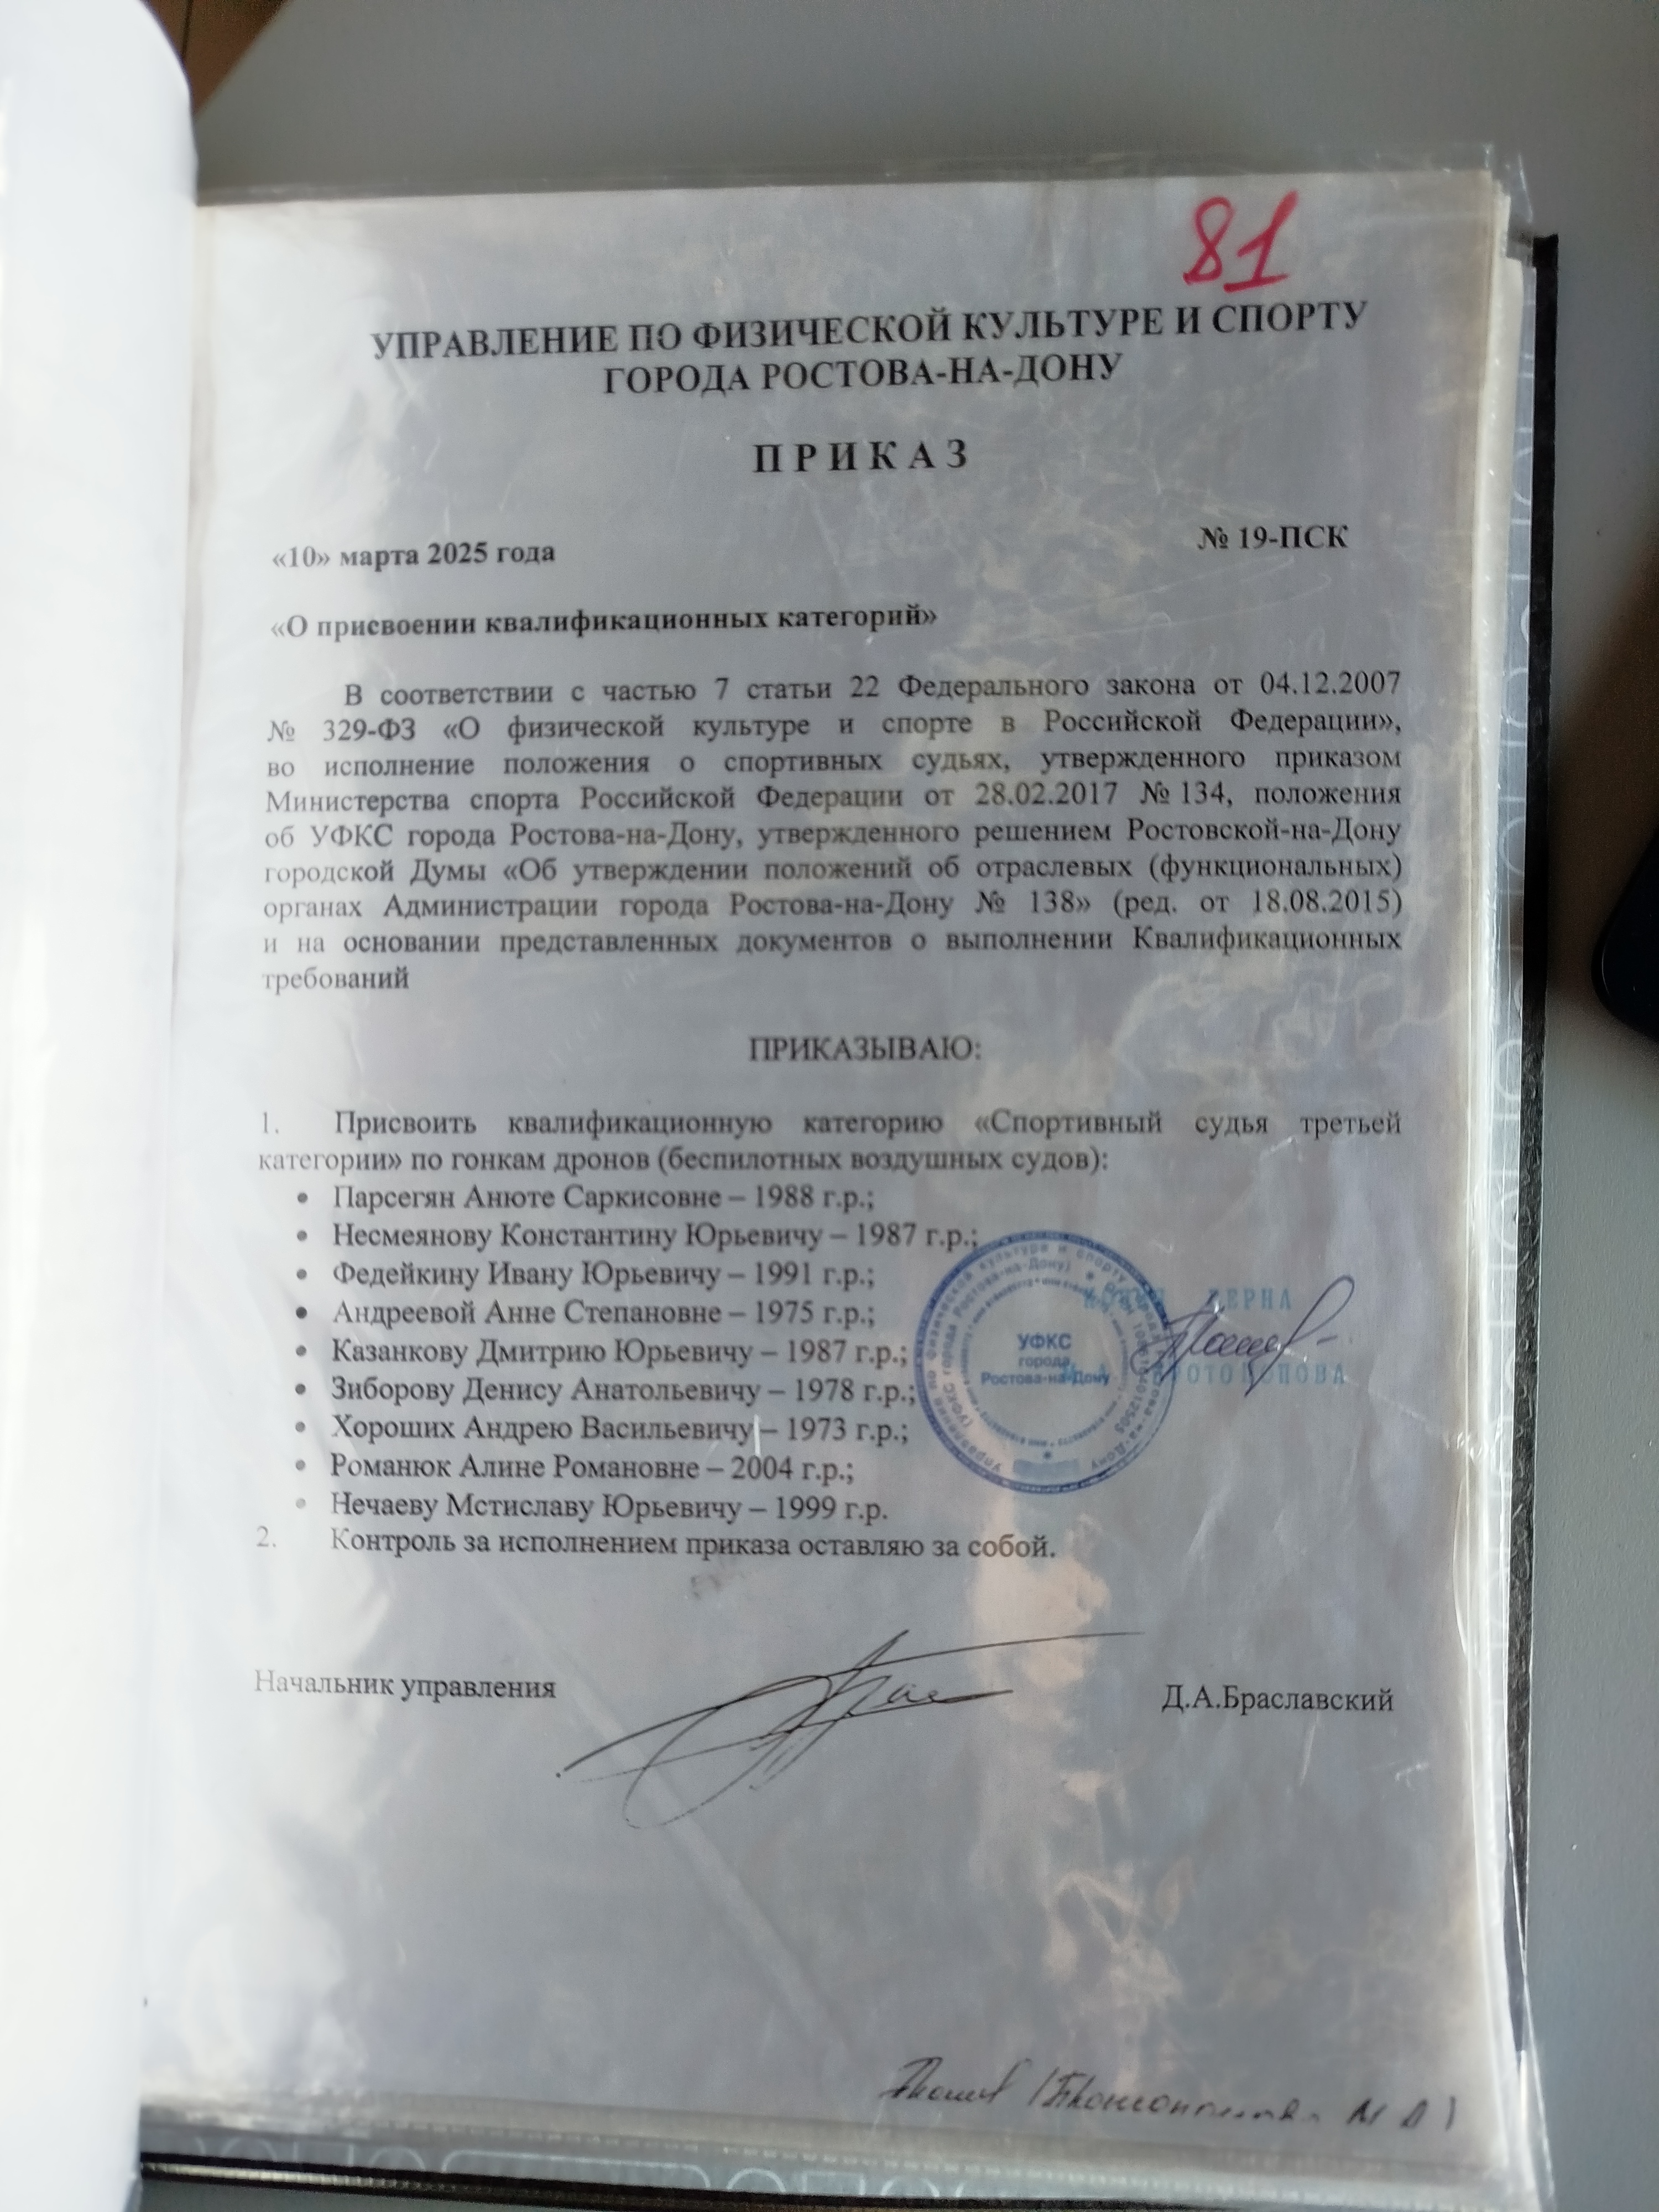 81
УПРАВЛЕНИЕ ПО ФИЗИЧЕСКОЙ КУЛЬТУРЕ И СПОРТУ
ГОРОДА РОСТОВА-НА-ДОНУ
П Р И К А З
«10» марта 2025 года № 19-ПСК
«О присвоении квалификационных категорий»
В соответствии с частью 7 статьи 22 Федерального закона от 04.12.2007
№ 329-ФЗ «О физической культуре и спорте в Российской Федерации»,
во исполнение положения о спортивных судьях, утвержденного приказом
Министерства спорта Российской Федерации от 28.02.2017 № 134, положения
об УФКС города Ростова-на-Дону, утвержденного решением Ростовской-на-Дону
городской Думы «Об утверждении положений об отраслевых (функциональных)
органах Администрации города Ростова-на-Дону № 138» (ред. от 18.08.2015)
и на основании представленных документов о выполнении Квалификационных
требований
ПРИКАЗЫВАЮ:
1. Присвоить квалификационную категорию «Спортивный судья третьей
категории» по гонкам дронов (беспилотных воздушных судов):
• Парсегян Анюте Саркисовне – 1988 г.р.;
• Несмеянову Константину Юрьевичу – 1987 г.р.;
• Федейкину Ивану Юрьевичу – 1991 г.р.;
• Андреевой Анне Степановне – 1975 г.р.;
• Казанкову Дмитрию Юрьевичу – 1987 г.р.;
• Зиборову Денису Анатольевичу – 1978 г.р.;
• Хороших Андрею Васильевичу – 1973 г.р.;
• Романюк Алине Романовне – 2004 г.р.;
• Нечаеву Мстиславу Юрьевичу – 1999 г.р.
УФКС
города
Ростова-на-Дону
2. Контроль за исполнением приказа оставляю за собой.
Начальник управления Д.А.Браславский